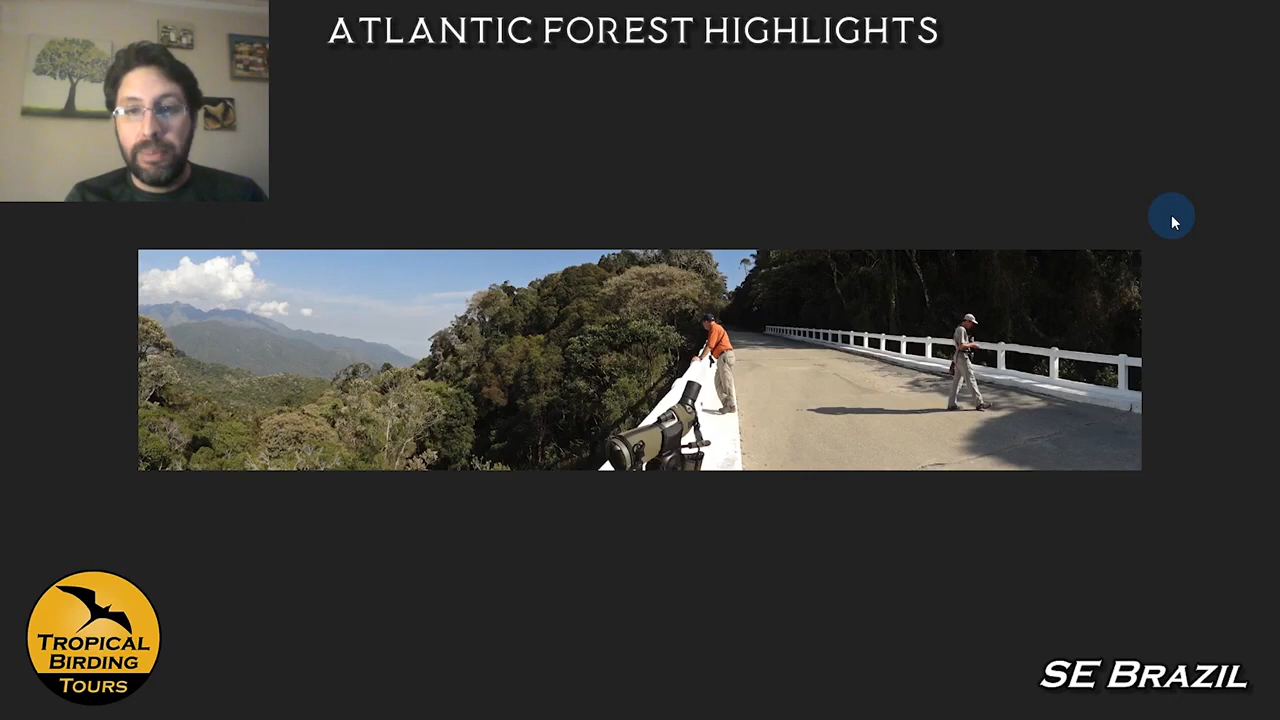 ATLANTIC FOREST HIGHLIGHTS
TROPICAL
BIRDING
TOURS
SE BRAZIL